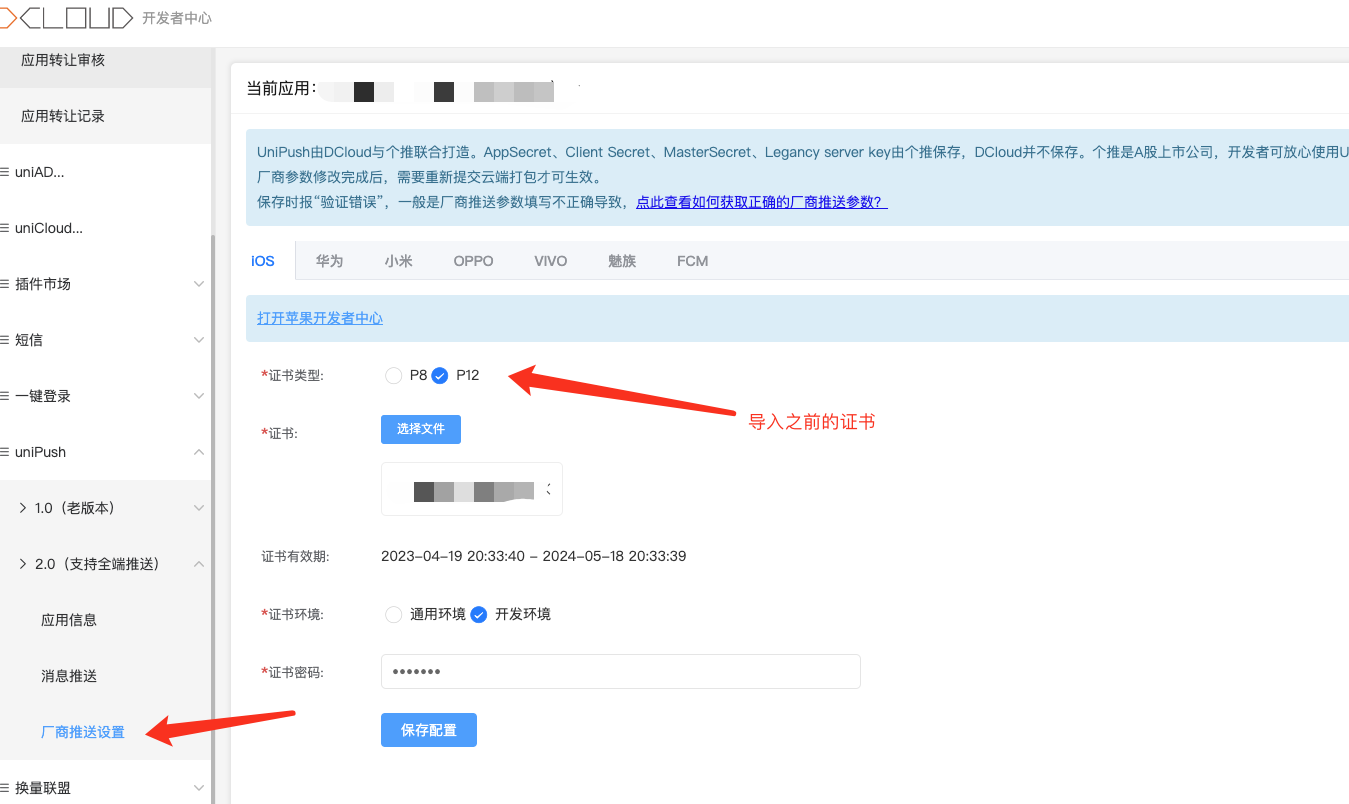 DCLOUD 开发者中心
应用转让审核
应用转让记录
uniAD...
uniCloud...
插件市场
短信
一键登录
uniPush
1.0（老版本）
2.0（支持全端推送）
应用信息
消息推送
厂商推送设置
换量联盟
当前应用:
UniPush由DCloud与个推联合打造。AppSecret、Client Secret、MasterSecret、Legancy server key由个推保存，DCloud并不保存。个推是A股上市公司，开发者可放心使用U
厂商参数修改完成后，需要重新提交云端打包才可生效。
保存时报“验证错误”，一般是厂商推送参数填写不正确导致，点此查看如何获取正确的厂商推送参数？
iOS 华为 小米 OPPO VIVO 魅族 FCM
打开苹果开发者中心
*证书类型: P8 P12
导入之前的证书
*证书: 选择文件
证书有效期: 2023-04-19 20:33:40 - 2024-05-18 20:33:39
*证书环境: 通用环境 开发环境
*证书密码: •••••••
保存配置